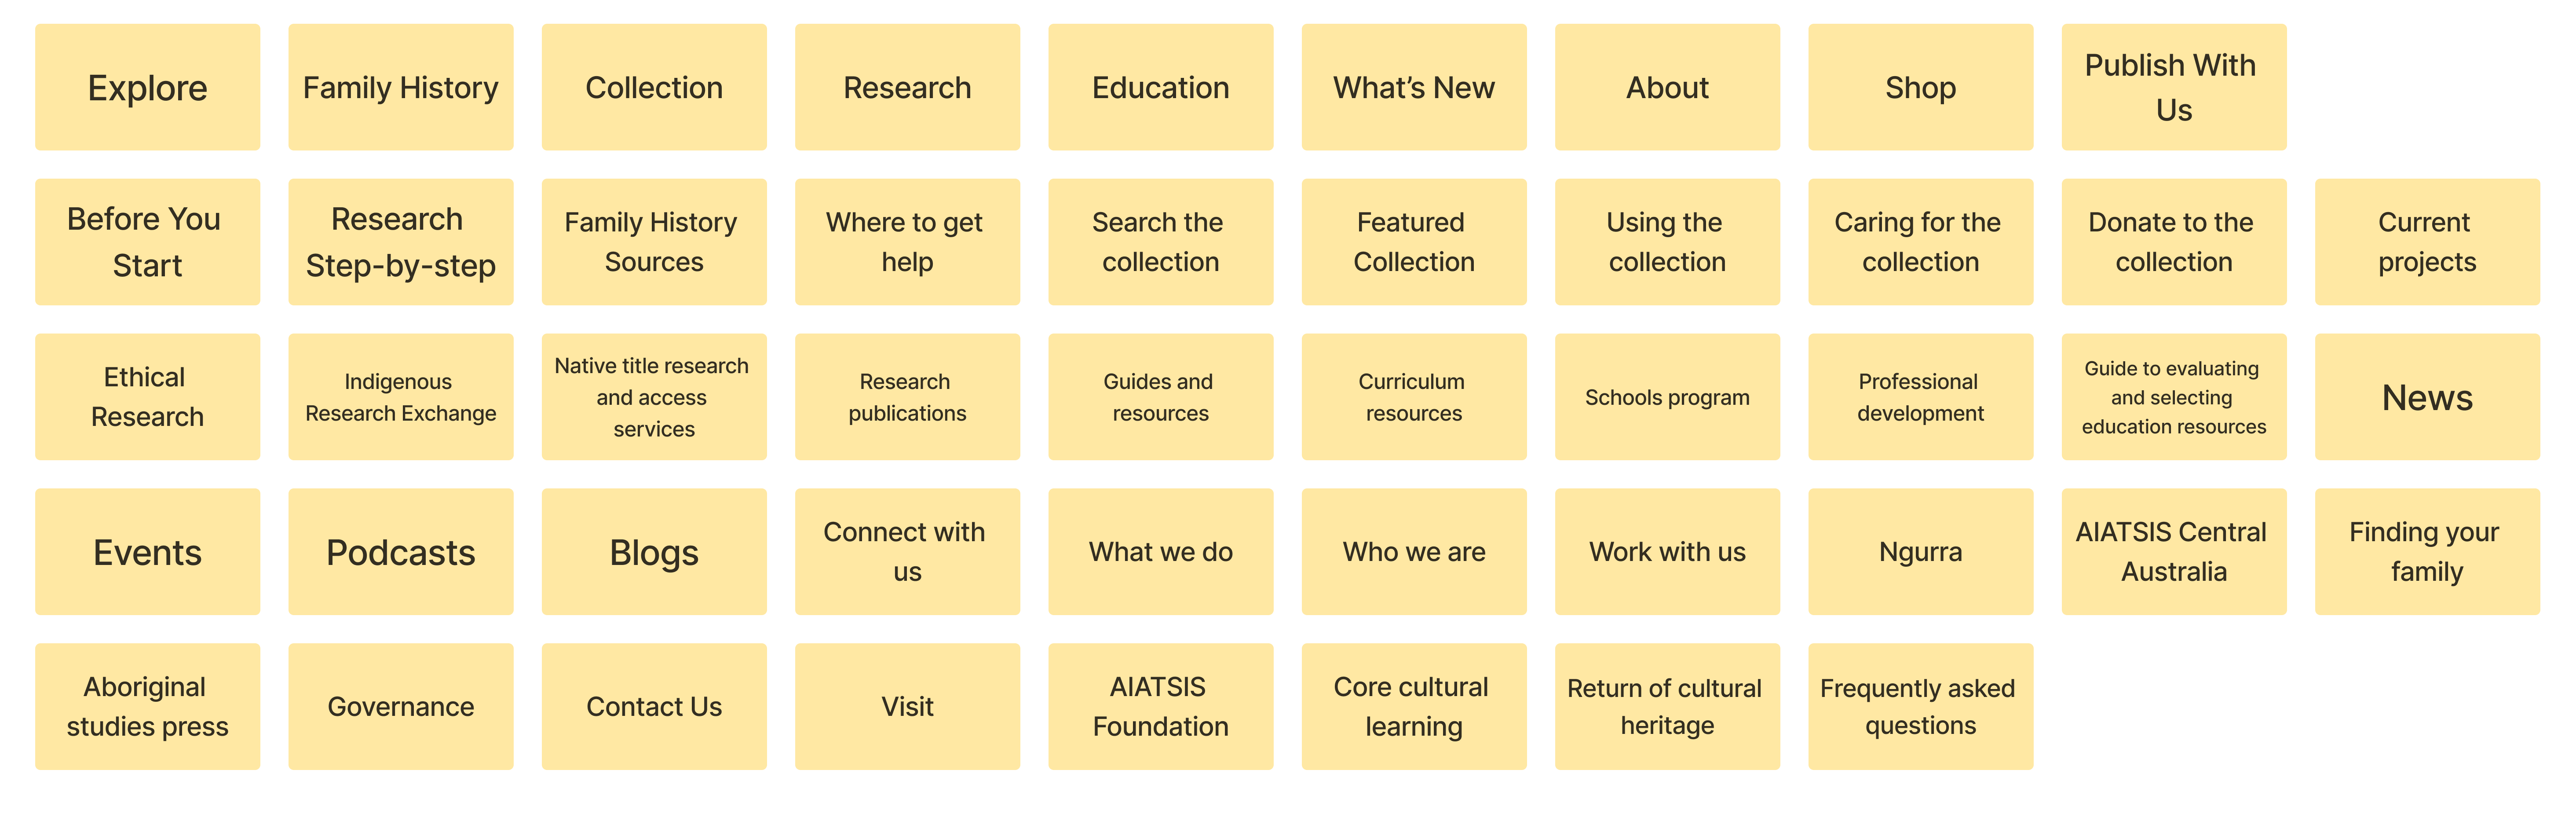 Explore
Family History
Collection
Research
Education
What’s New
About
Shop
Publish With
Us
Before You
Start
Research
Step-by-step
Family History
Sources
Where to get
help
Search the
collection
Featured
Collection
Using the
collection
Caring for the
collection
Donate to the
collection
Current
projects
Ethical
Research
Indigenous
Research Exchange
Native title research
and access
services
Research
publications
Guides and
resources
Curriculum
resources
Schools program
Professional
development
Guide to evaluating
and selecting
education resources
News
Events
Podcasts
Blogs
Connect with
us
What we do
Who we are
Work with us
Ngurra
AIATSIS Central
Australia
Finding your
family
Aboriginal
studies press
Governance
Contact Us
Visit
AIATSIS
Foundation
Core cultural
learning
Return of cultural
heritage
Frequently asked
questions